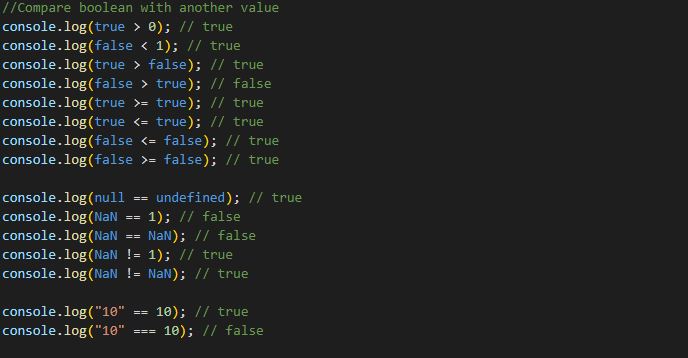 //Compare boolean with another value
console.log(true > 0); // true
console.log(false < 1); // true
console.log(true > false); // true
console.log(false > true); // false
console.log(true >= true); // true
console.log(true <= true); // true
console.log(false <= false); // true
console.log(false >= false); // true
console.log(null == undefined); // true
console.log(NaN == 1); // false
console.log(NaN == NaN); // false
console.log(NaN != 1); // true
console.log(NaN != NaN); // true
console.log("10" == 10); // true
console.log("10" === 10); // false